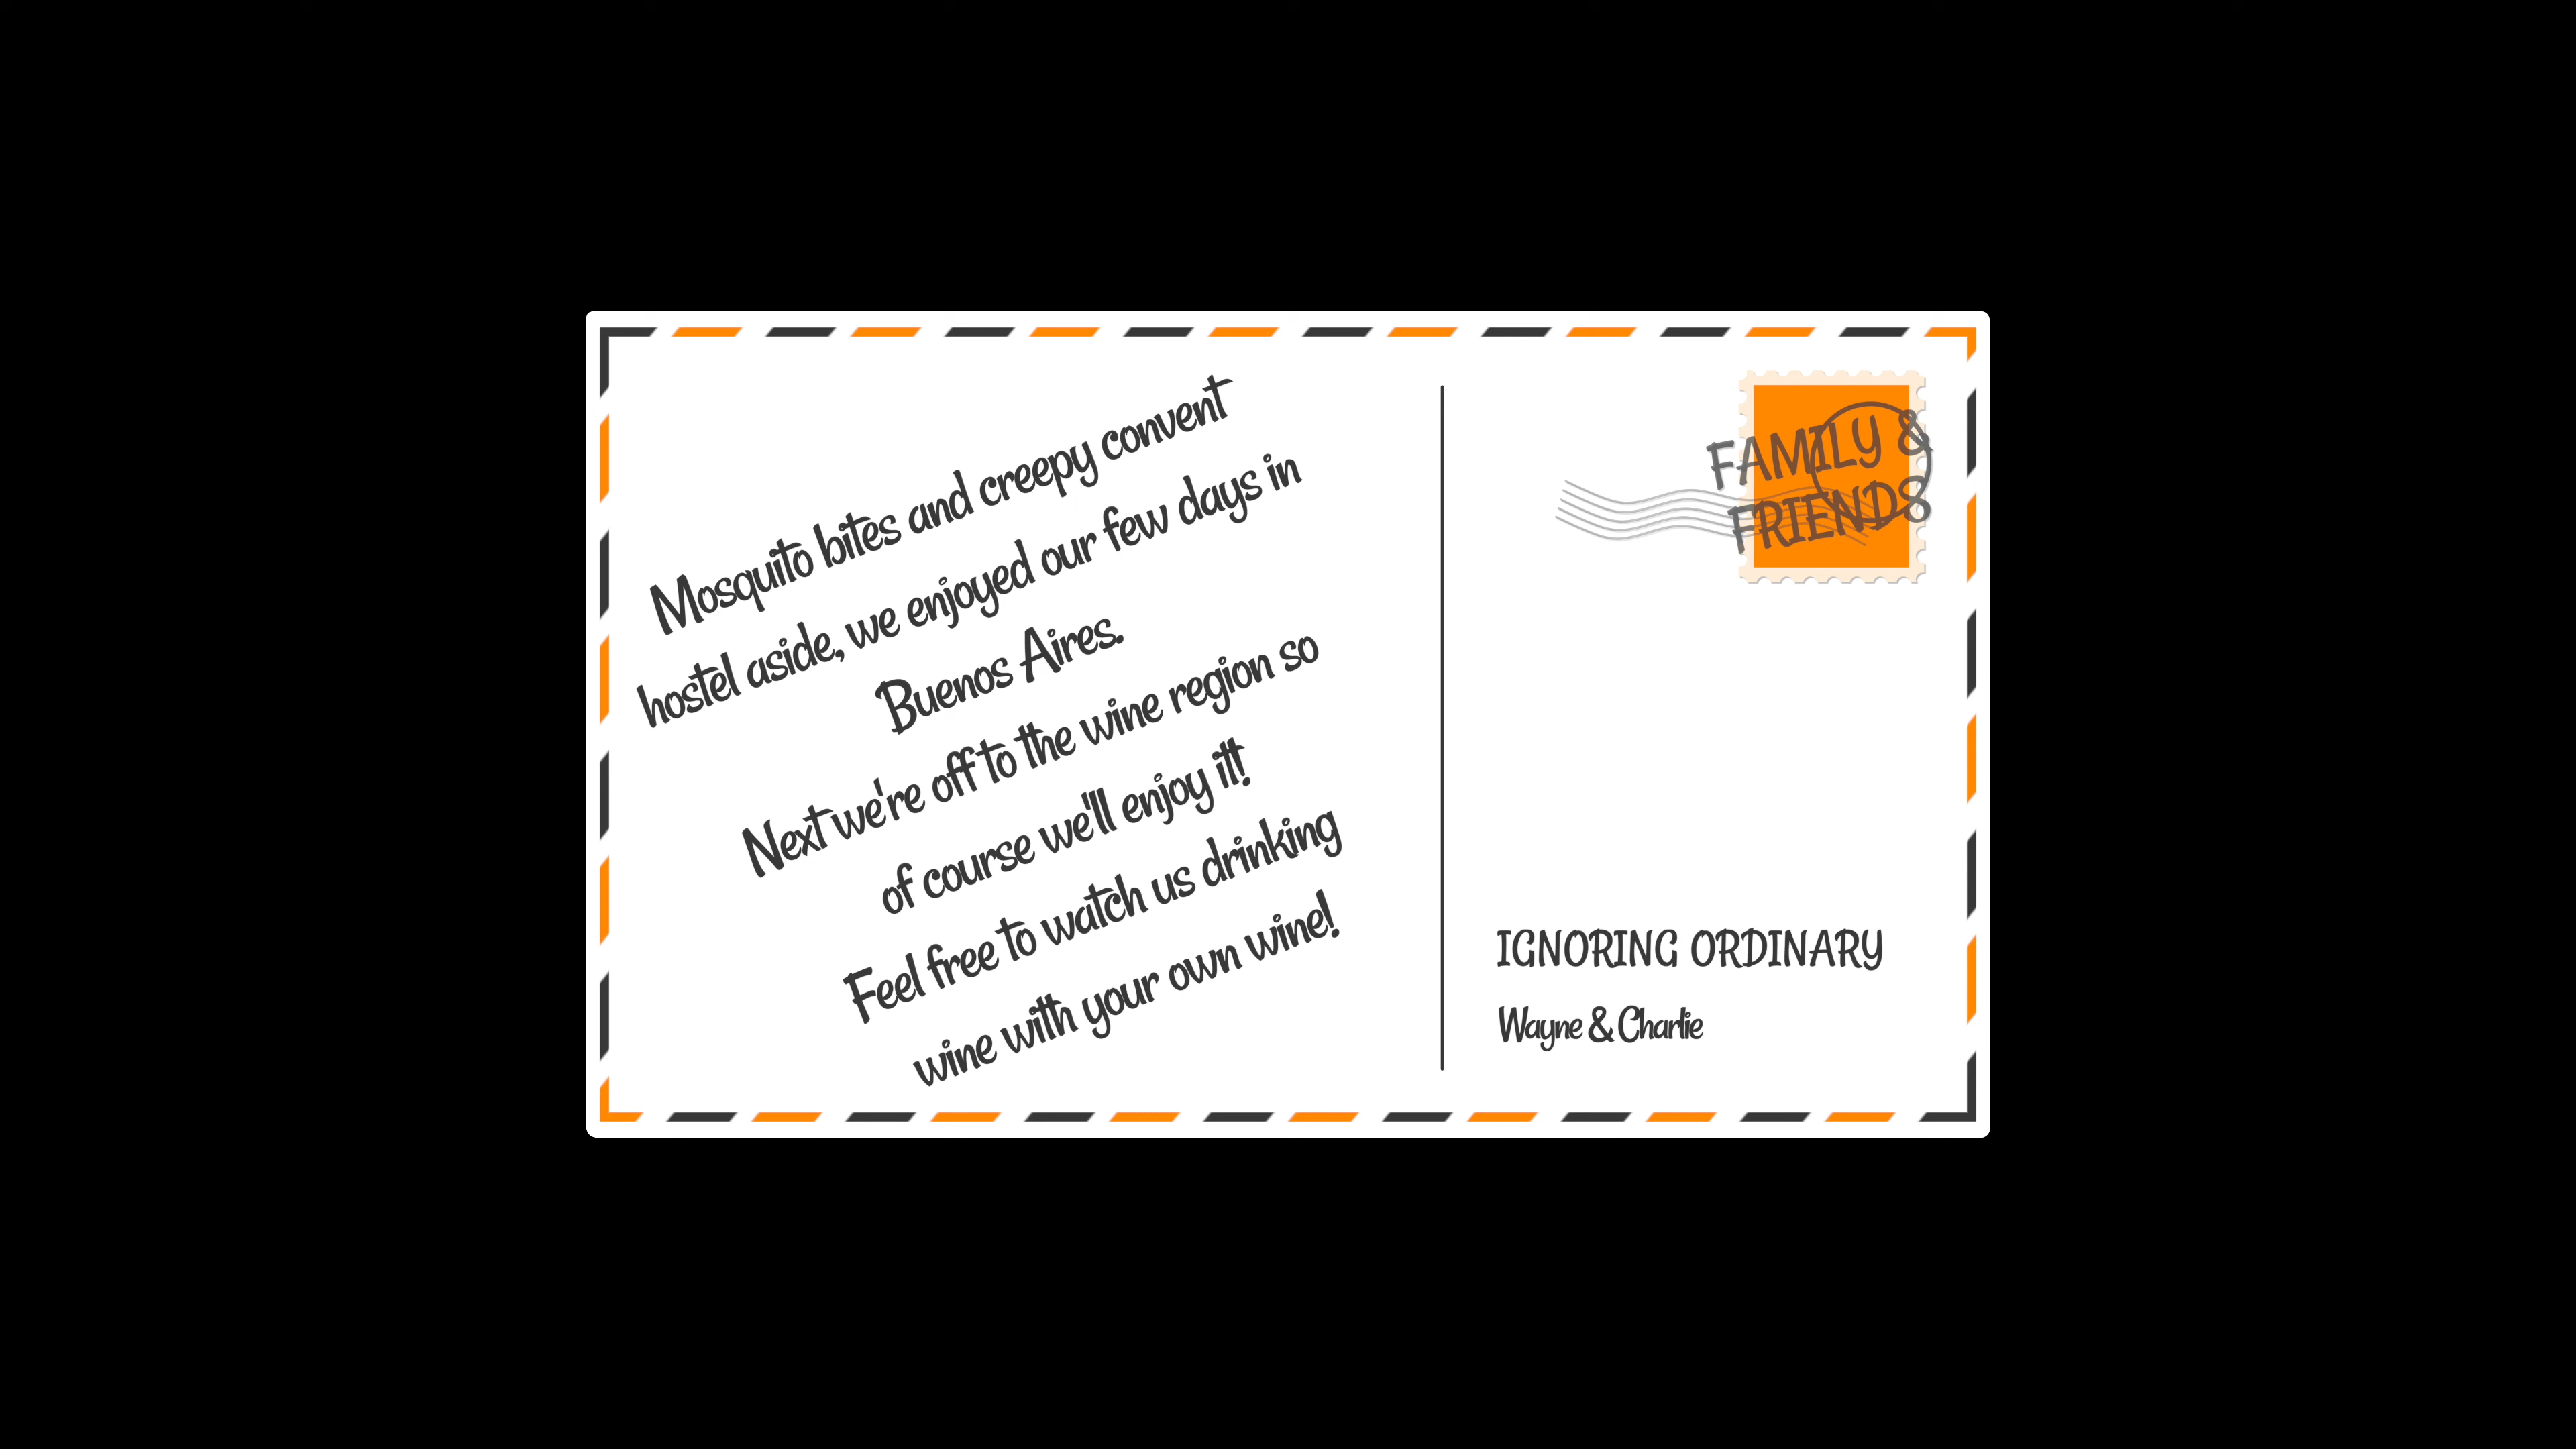 Mosquito bites and creepy convent
hostel aside, we enjoyed our few days in
Buenos Aires.
Next we're off to the wine region so
of course we'll enjoy it!
Feel free to watch us drinking
wine with your own wine!
FAMILY &
FRIENDS
IGNORING ORDINARY
Wayne & Charlie